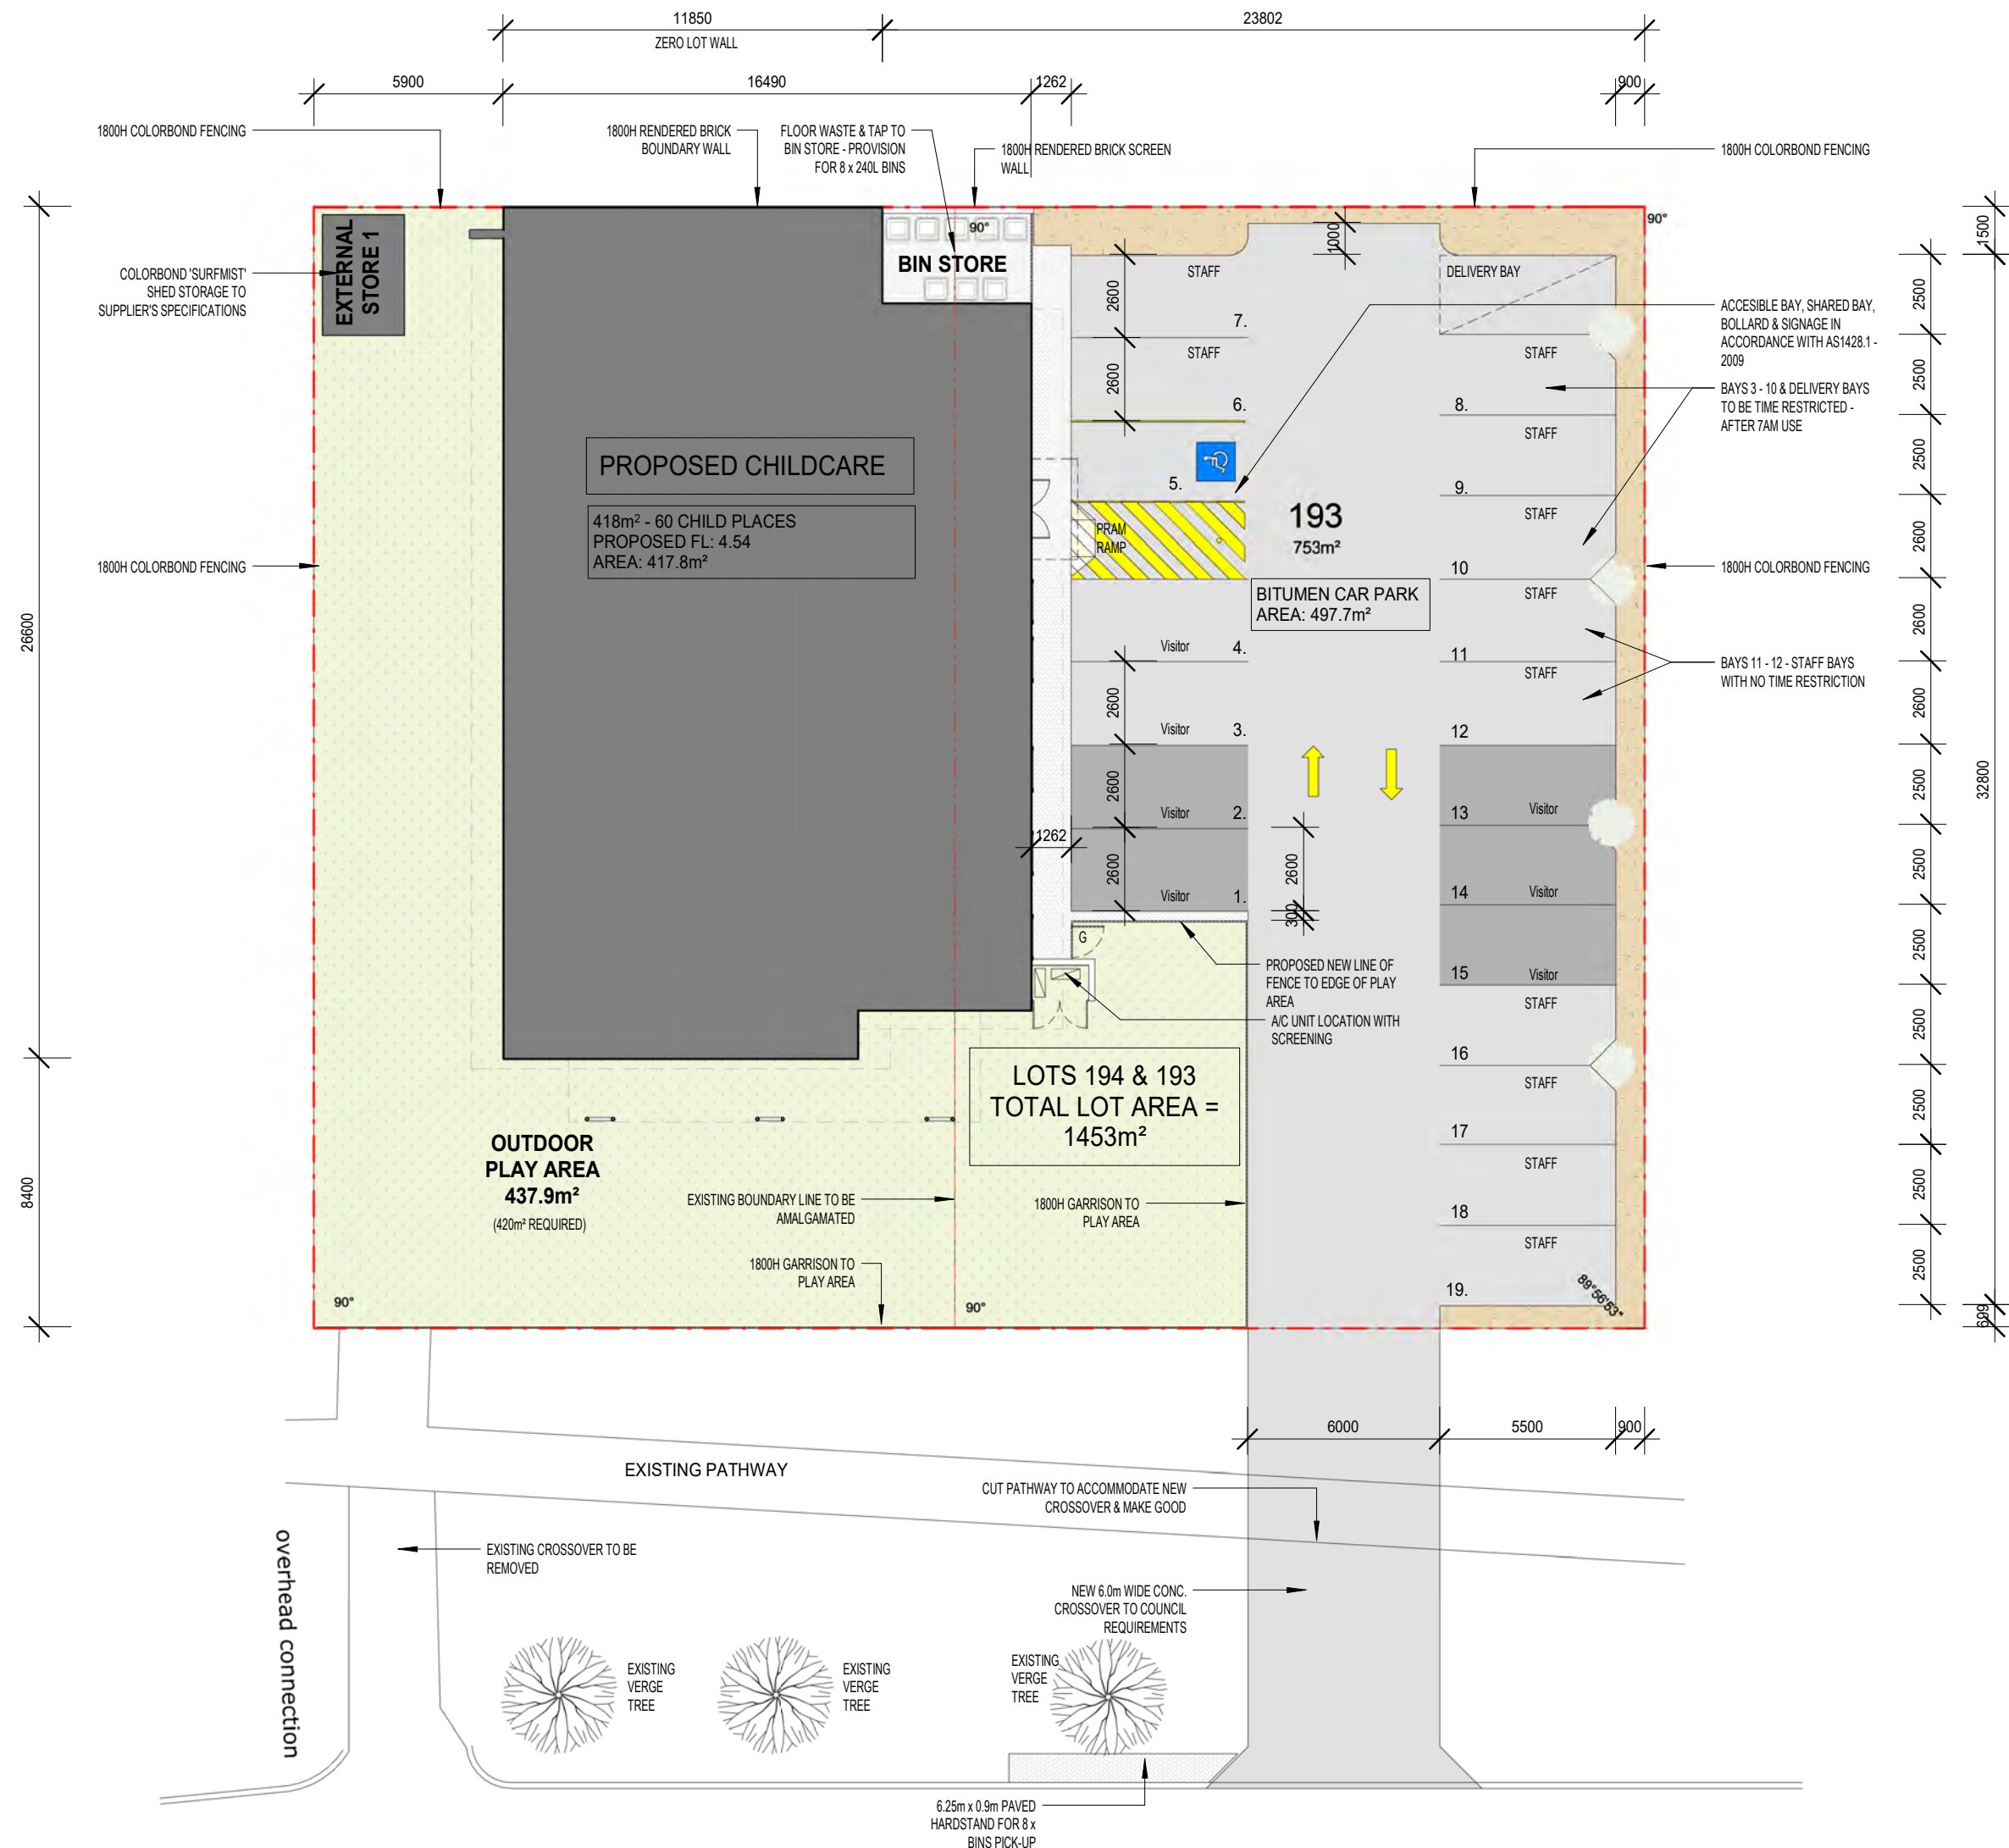 11850
23802
ZERO LOT WALL
5900
16490
1262
900
1800H COLORBOND FENCING
1800H RENDERED BRICK
BOUNDARY WALL
FLOOR WASTE & TAP TO
BIN STORE - PROVISION
FOR 8 x 240L BINS
1800H RENDERED BRICK SCREEN
WALL
1800H COLORBOND FENCING
EXTERNAL
STORE 1
COLORBOND 'SURFMIST'
SHED STORAGE TO
SUPPLIER'S SPECIFICATIONS
90°
BIN STORE
90°
1000
1500
STAFF
DELIVERY BAY
2600
7.
2500
ACCESIBLE BAY, SHARED BAY,
BOLLARD & SIGNAGE IN
ACCORDANCE WITH AS1428.1 -
2009
STAFF
STAFF
2600
6.
8.
2500
BAYS 3 - 10 & DELIVERY BAYS
TO BE TIME RESTRICTED -
AFTER 7AM USE
STAFF
2500
PROPOSED CHILDCARE
418m² - 60 CHILD PLACES
PROPOSED FL: 4.54
AREA: 417.8m²
5.
9.
STAFF
193
753m²
PRAM
RAMP
2600
1800H COLORBOND FENCING
10
1800H COLORBOND FENCING
BITUMEN CAR PARK
AREA: 497.7m²
STAFF
2600
26600
Visitor
4.
11
STAFF
BAYS 11 - 12 - STAFF BAYS
WITH NO TIME RESTRICTION
2600
2600
Visitor
3.
12
32800
2600
2500
Visitor
2.
13
Visitor
1262
2600
2600
2500
Visitor
1.
14
Visitor
300
G
2500
PROPOSED NEW LINE OF
FENCE TO EDGE OF PLAY
AREA
15
Visitor
STAFF
A/C UNIT LOCATION WITH
SCREENING
2500
16
STAFF
LOTS 194 & 193
TOTAL LOT AREA =
1453m²
2500
17
STAFF
OUTDOOR
PLAY AREA
437.9m²
(420m² REQUIRED)
8400
EXISTING BOUNDARY LINE TO BE
AMALGAMATED
1800H GARRISON TO
PLAY AREA
2500
18
STAFF
1800H GARRISON TO
PLAY AREA
2500
19.
89°56'53"
90°
90°
699
6000
5500
900
EXISTING PATHWAY
CUT PATHWAY TO ACCOMMODATE NEW
CROSSOVER & MAKE GOOD
overhead connection
EXISTING CROSSOVER TO BE
REMOVED
NEW 6.0m WIDE CONC.
CROSSOVER TO COUNCIL
REQUIREMENTS
EXISTING
VERGE
TREE
EXISTING
VERGE
TREE
EXISTING
VERGE
TREE
6.25m x 0.9m PAVED
HARDSTAND FOR 8 x
BINS PICK-UP